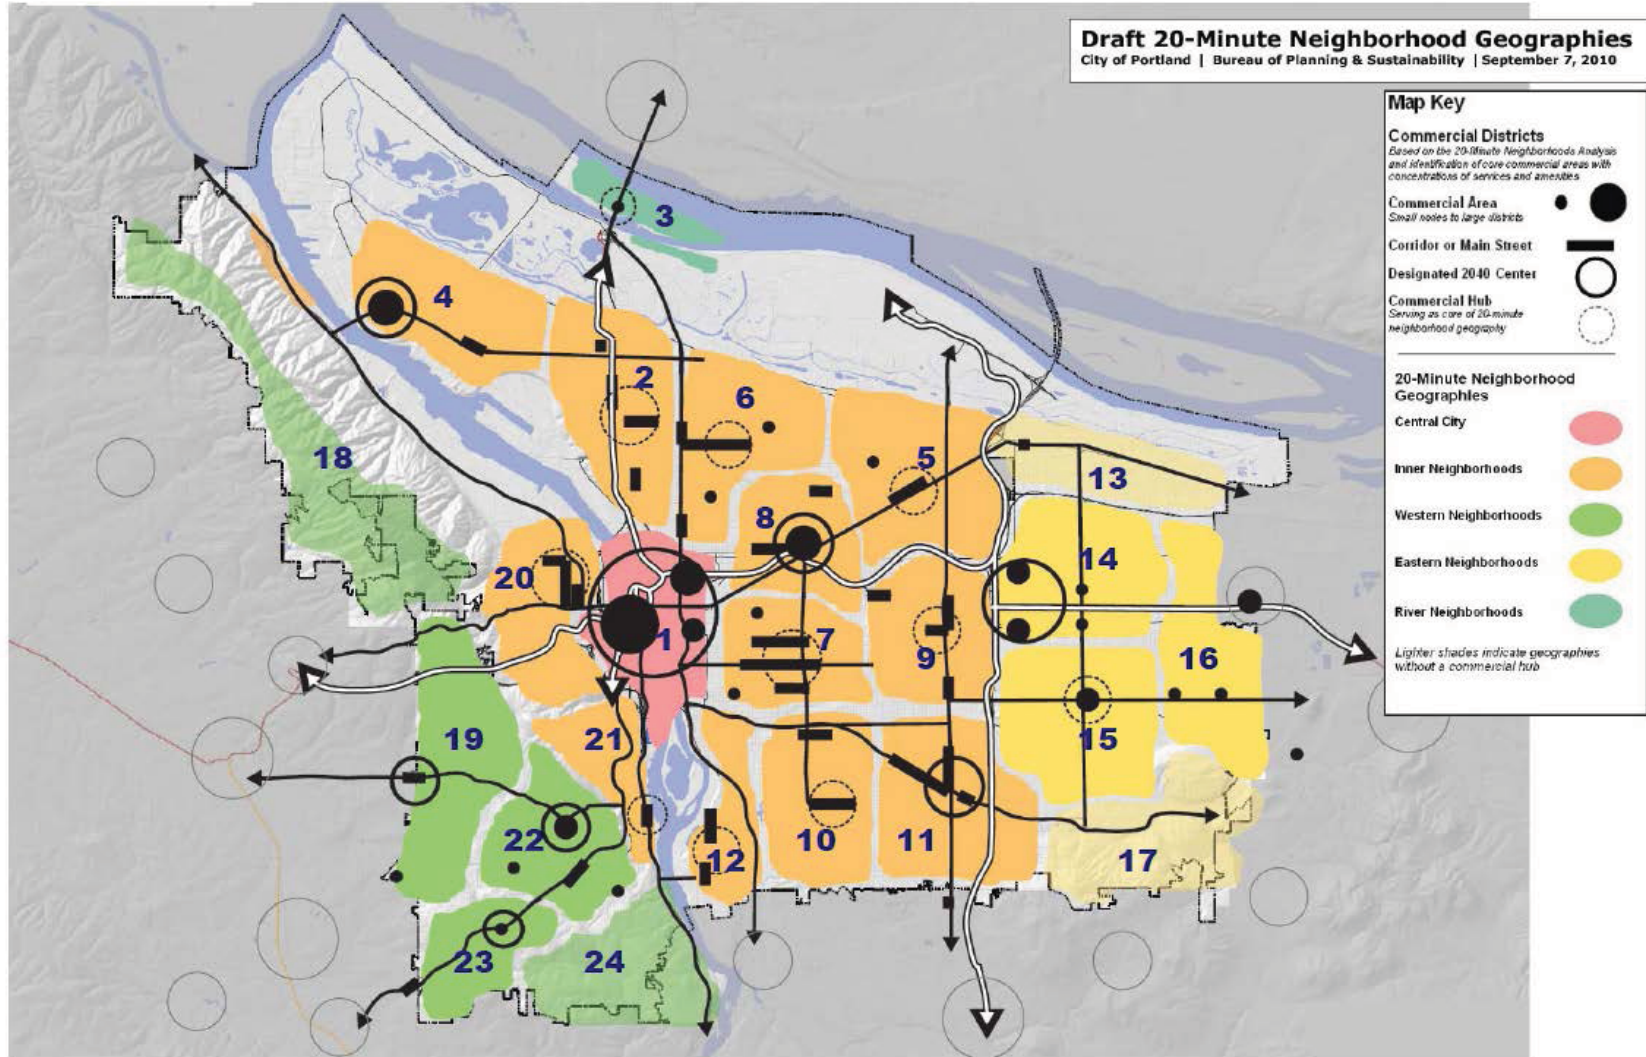 Draft 20-Minute Neighborhood Geographies
City of Portland | Bureau of Planning & Sustainability | September 7, 2010
Map Key
Commercial Districts
Based on the 20-Minute Neighborhoods Analysis
and identification of core commercial areas with
concentrations of services and amenities
Commercial Area
Small nodes to large districts
Corridor or Main Street
Designated 2040 Center
Commercial Hub
Serving as core of 20-minute
neighborhood geography
20-Minute Neighborhood
Geographies
Central City
Inner Neighborhoods
Western Neighborhoods
Eastern Neighborhoods
River Neighborhoods
Lighter shades indicate geographies
without a commercial hub
3
4
2
6
5
18
13
8
14
20
1
7
9
16
19
21
15
22
12
10
11
17
23
24